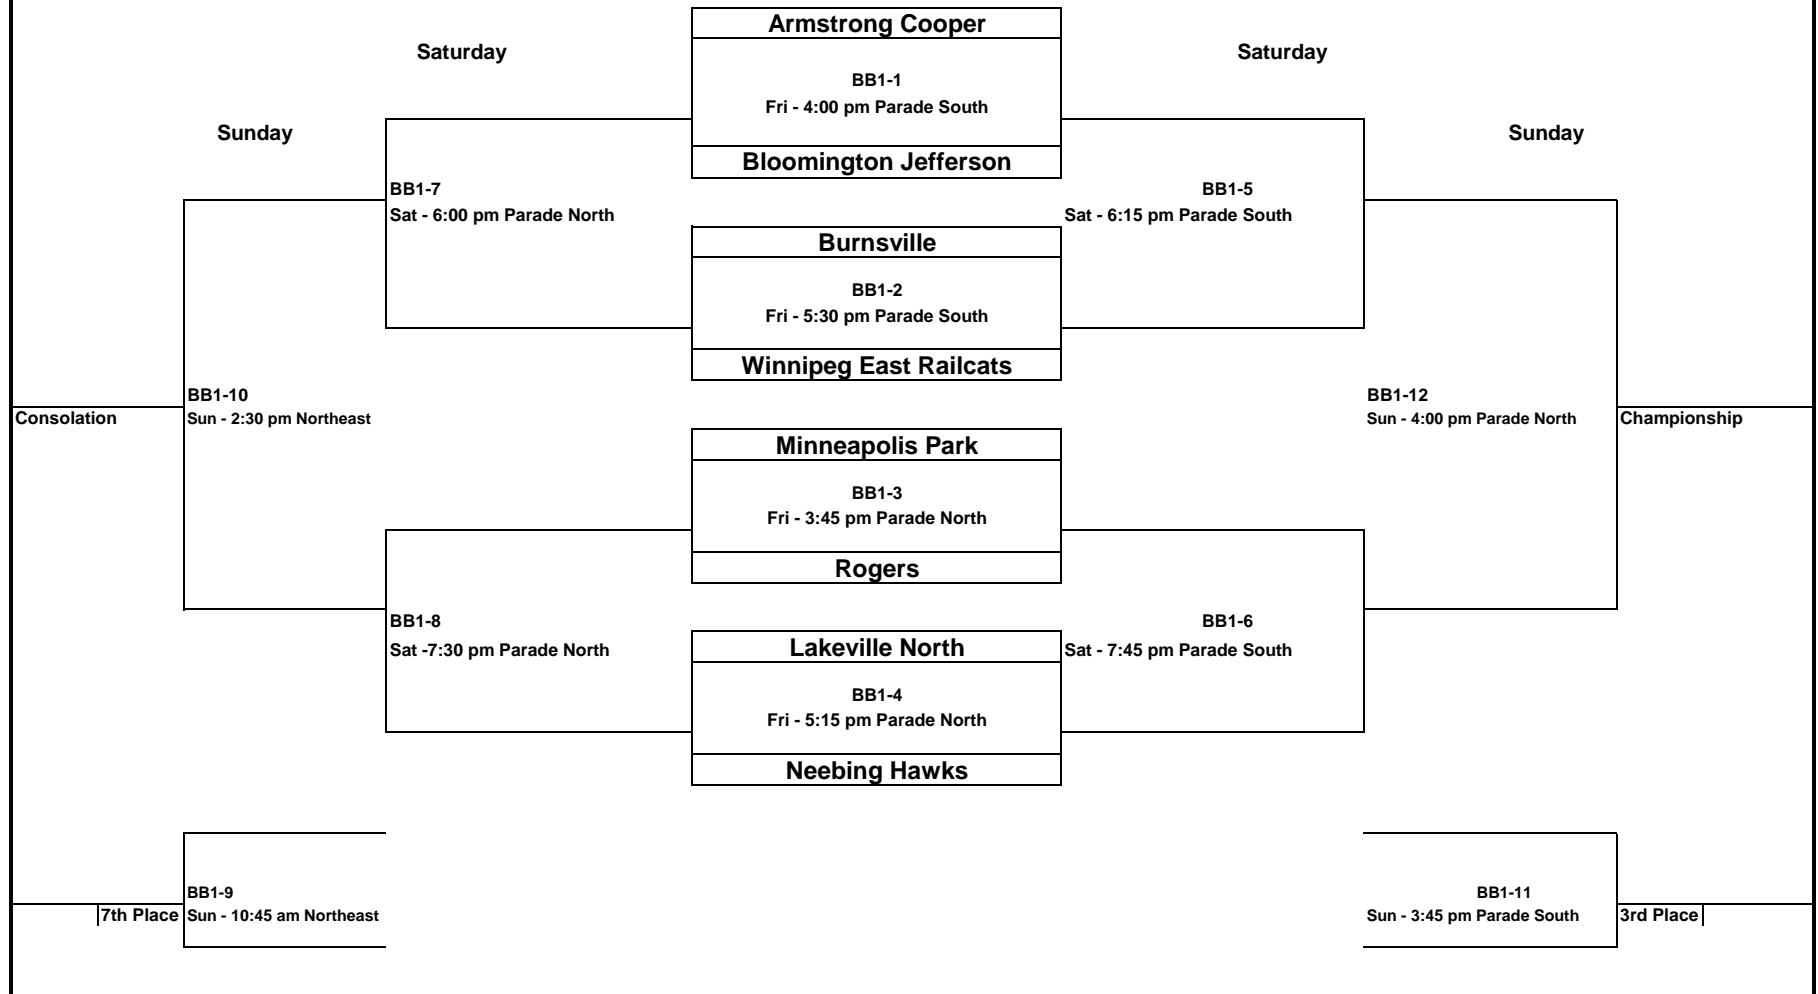 Armstrong Cooper
Saturday
Saturday
BB1-1
Fri - 4:00 pm Parade South
Sunday
Sunday
Bloomington Jefferson
BB1-7
BB1-5
Sat - 6:00 pm Parade North
Sat - 6:15 pm Parade South
Burnsville
BB1-2
Fri - 5:30 pm Parade South
Winnipeg East Railcats
BB1-10
BB1-12
Consolation
Sun - 2:30 pm Northeast
Sun - 4:00 pm Parade North
Championship
Minneapolis Park
BB1-3
Fri - 3:45 pm Parade North
Rogers
BB1-8
BB1-6
Sat -7:30 pm Parade North
Lakeville North
Sat - 7:45 pm Parade South
BB1-4
Fri - 5:15 pm Parade North
Neebing Hawks
BB1-9
BB1-11
7th Place
Sun - 10:45 am Northeast
Sun - 3:45 pm Parade South
3rd Place